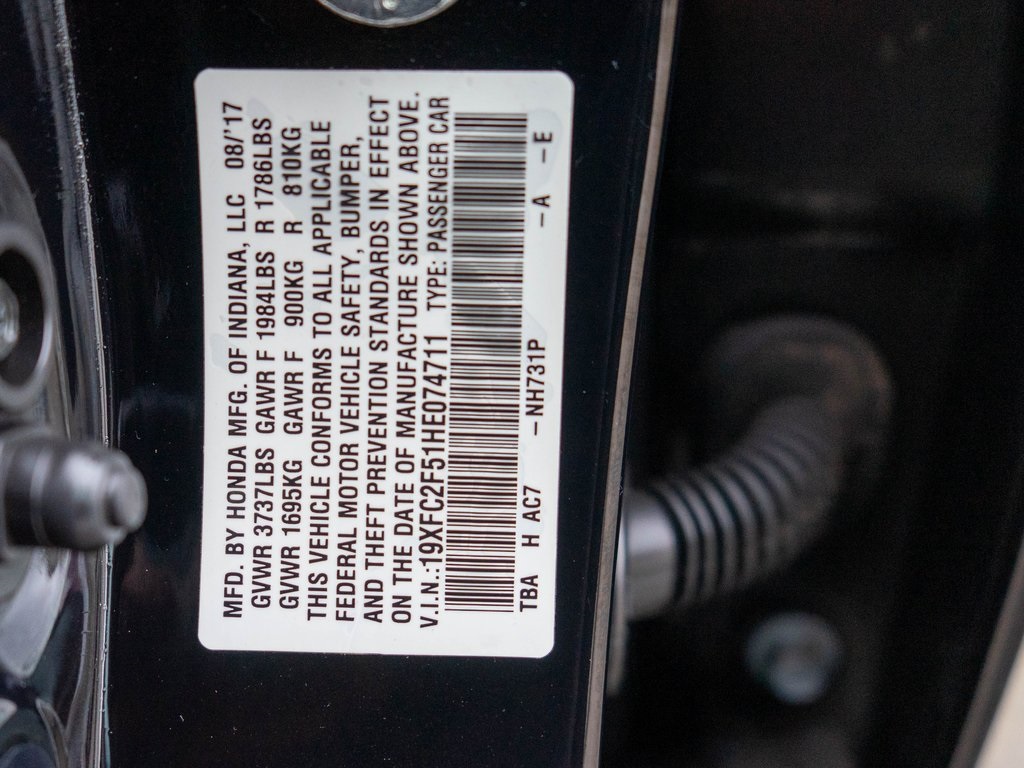 MFD. BY HONDA MFG. OF INDIANA, LLC 08/'17
GVWR 3737LBS GAWR F 1984LBS R 1786LBS
GVWR 1695KG GAWR F 900KG R 810KG
THIS VEHICLE CONFORMS TO ALL APPLICABLE
FEDERAL MOTOR VEHICLE SAFETY, BUMPER,
AND THEFT PREVENTION STANDARDS IN EFFECT
ON THE DATE OF MANUFACTURE SHOWN ABOVE.
V.I.N.:19XFC2F51HE074711 TYPE: PASSENGER CAR
TBA H AC7 -NH731P -A -E